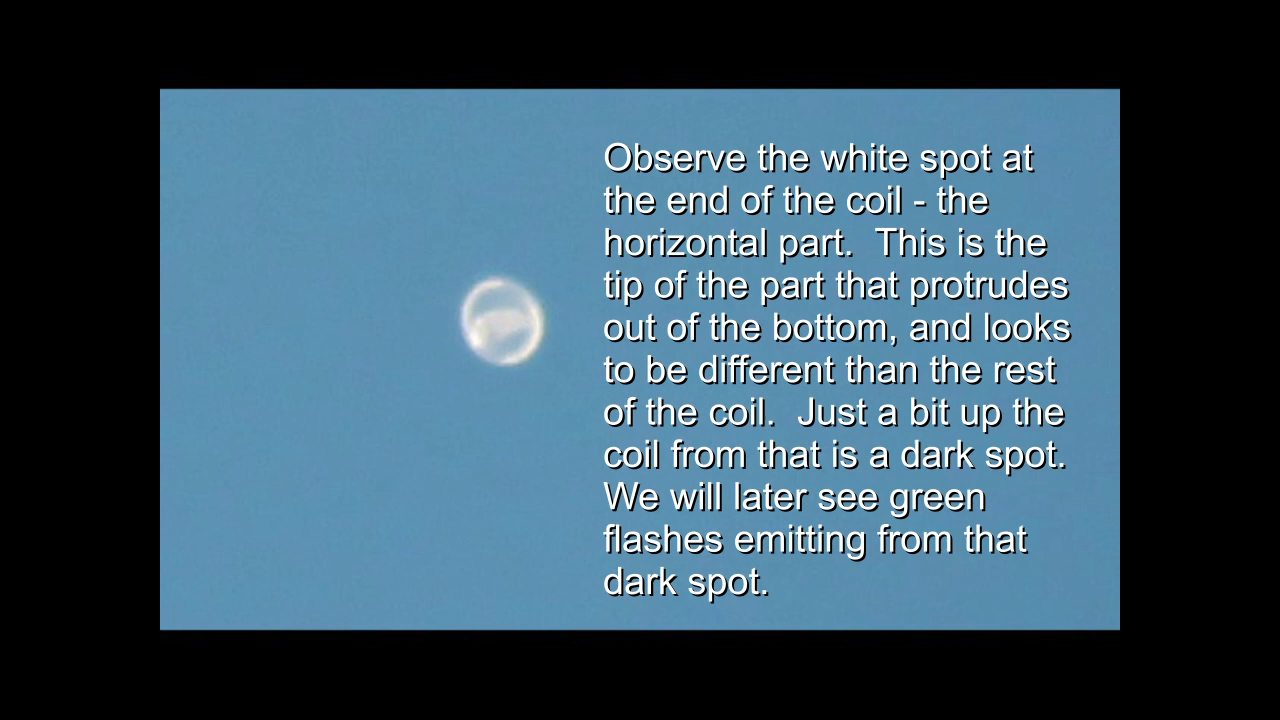 Observe the white spot at
the end of the coil - the
horizontal part.  This is the
tip of the part that protrudes
out of the bottom, and looks
to be different than the rest
of the coil.  Just a bit up the
coil from that is a dark spot.
We will later see green
flashes emitting from that
dark spot.